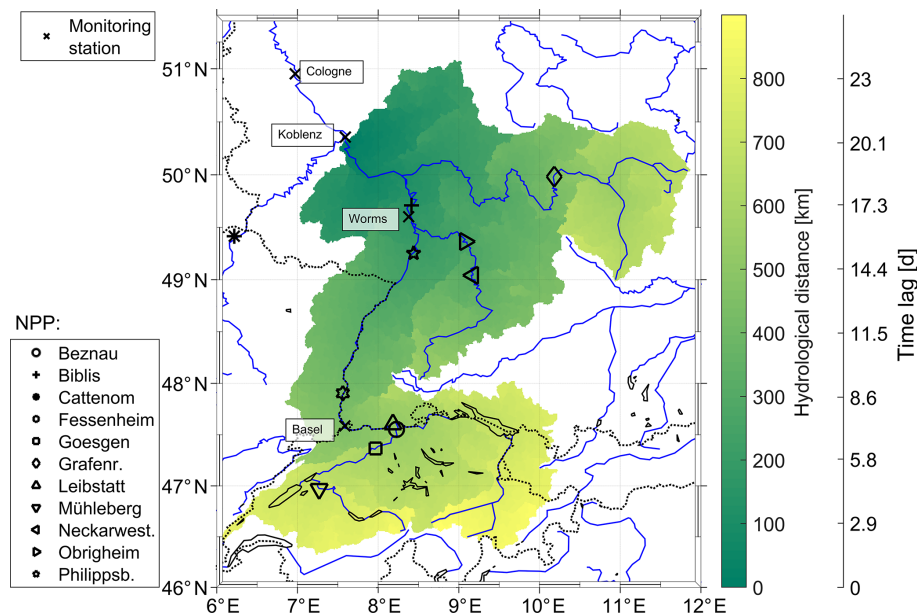 Monitoring
station
Cologne
Koblenz
Worms
Basel
NPP:
Beznau
Biblis
Cattenom
Fessenheim
Goesgen
Grafenr.
Leibstatt
Mühleberg
Neckarwest.
Obrigheim
Philippsb.
51°N
50°N
49°N
48°N
47°N
46°N
6°E
7°E
8°E
9°E
10°E
11°E
12°E
800
700
600
500
400
300
200
100
0
Hydrological distance [km]
23
20.1
17.3
14.4
11.5
8.6
5.8
2.9
0
Time lag [d]